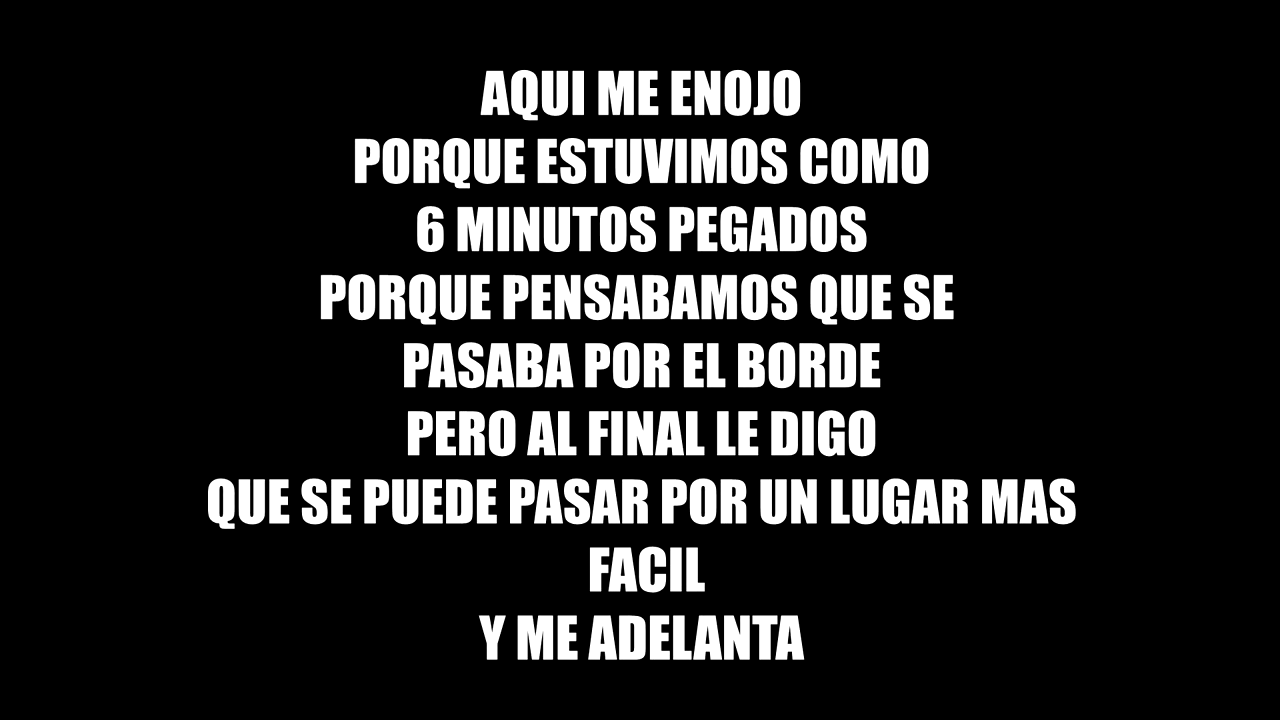 AQUI ME ENOJO
PORQUE ESTUVIMOS COMO
6 MINUTOS PEGADOS
PORQUE PENSABAMOS QUE SE
PASABA POR EL BORDE
PERO AL FINAL LE DIGO
QUE SE PUEDE PASAR POR UN LUGAR MAS
FACIL
Y ME ADELANTA